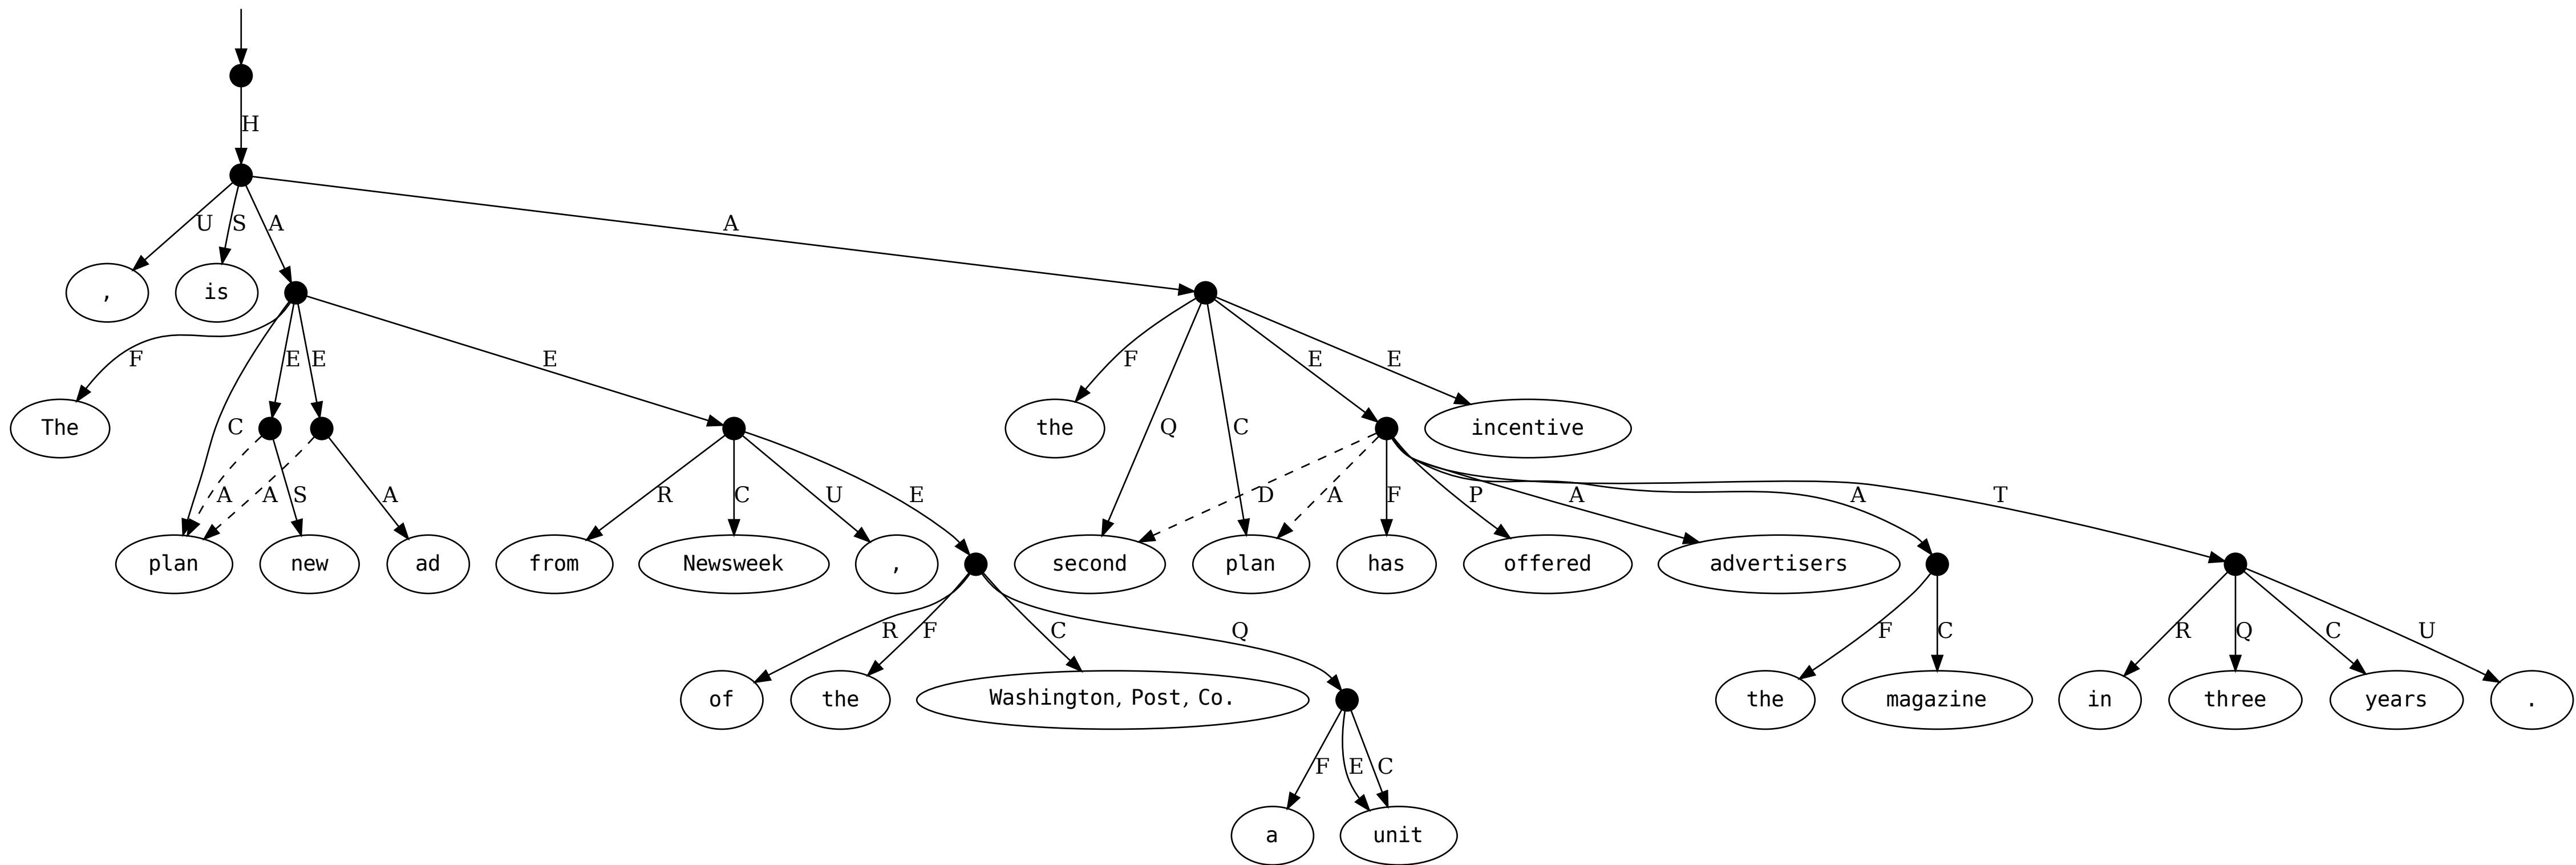 H
U S A A
, is
F C E E E F Q C E E
The the incentive
A A S A R C U E D A F P A A T
plan new ad from Newsweek , second plan has offered advertisers
R F C Q F C R Q C U
of the Washington, Post, Co. the magazine in three years .
F E C
a unit